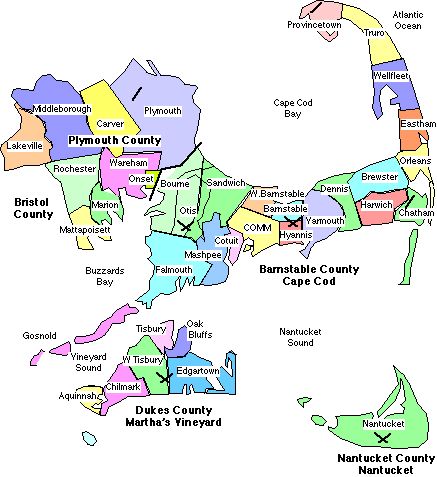 Provincetown
Atlantic
Ocean
Truro
Wellfleet
Middleborough
Plymouth
Cape Cod
Bay
Carver
Eastham
Plymouth County
Lakeville
Wareham
Orleans
Rochester
Onset
Bourne
Sandwich
Brewster
Dennis
W.Barnstable
Bristol
County
Marion
Otis
Barnstable
Harwich
Chatham
Mattapoisett
COMM
Hyannis
Yarmouth
Cotuit
Mashpee
Buzzards
Bay
Falmouth
Barnstable County
Cape Cod
Gosnold
Tisbury
Oak
Bluffs
Nantucket
Sound
Vineyard
Sound
W Tisbury
Edgartown
Chilmark
Aquinnah
Dukes County
Martha's Vineyard
Nantucket
Nantucket County
Nantucket